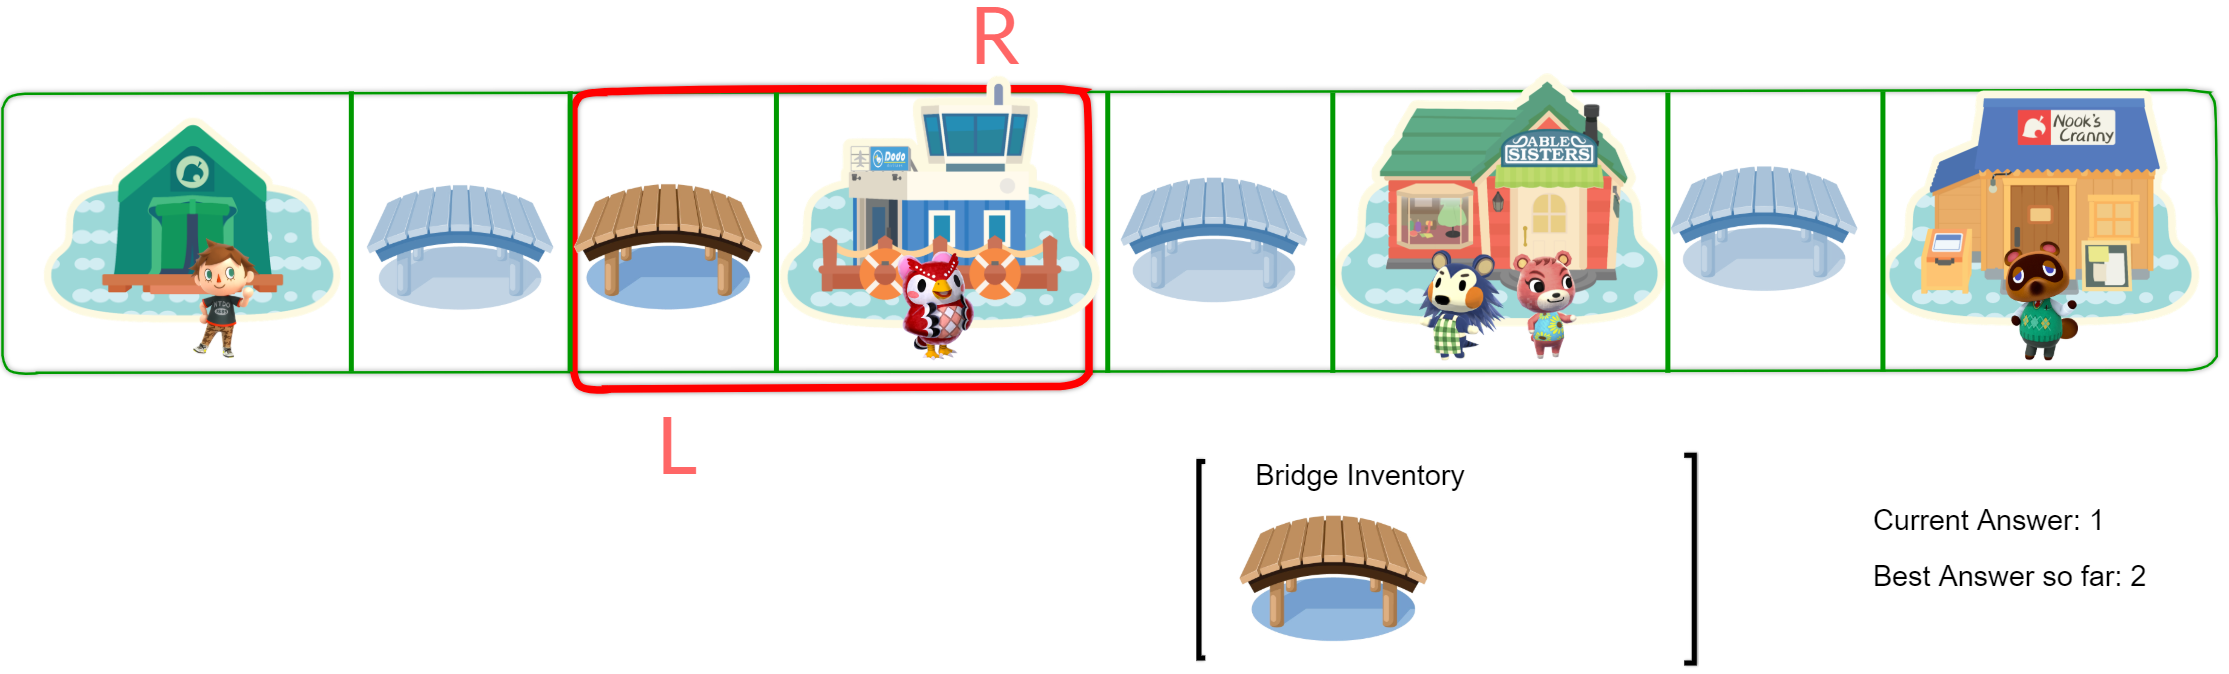 R
Dodo
ABLE
SISTERS
Nook's
Cranny
L
Bridge Inventory
Current Answer: 1
Best Answer so far: 2